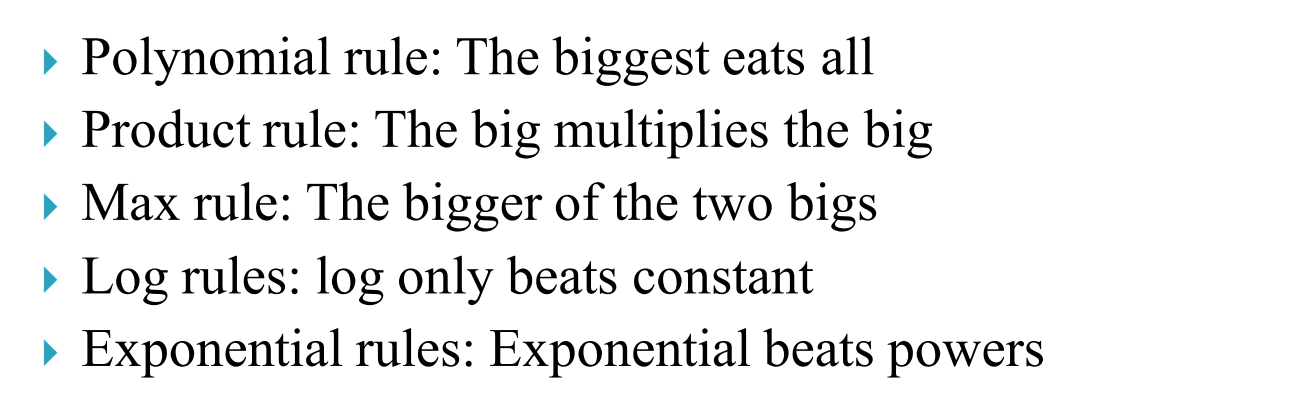 Polynomial rule: The biggest eats all
Product rule: The big multiplies the big
Max rule: The bigger of the two bigs
Log rules: log only beats constant
Exponential rules: Exponential beats powers